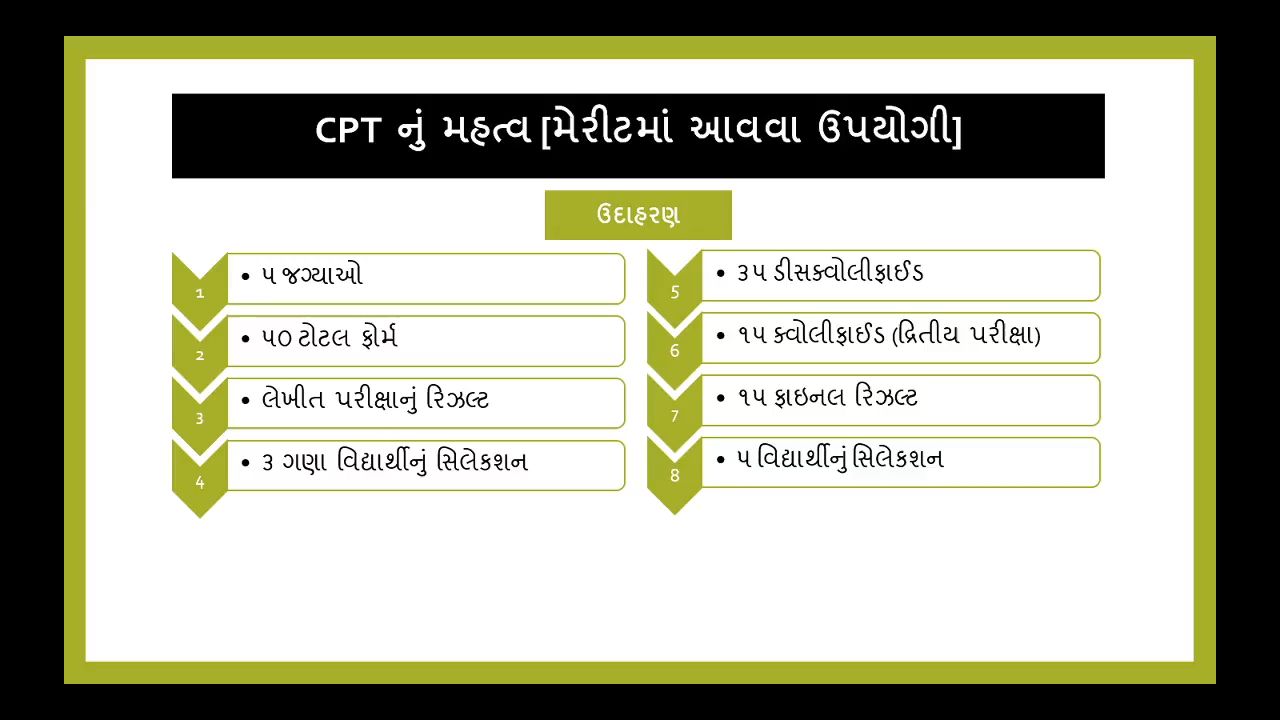 CPT નું મહત્વ [મેરીટમાં આવવા ઉપયોગી]
ઉદાહરણ
1
• ૫ જગ્યાઓ
2
• ૫૦ ટોટલ ફોર્મ
3
• લેખીત પરીક્ષાનું રિઝલ્ટ
4
• ૩ ગણા વિદ્યાર્થીનું સિલેકશન
5
• ૩૫ ડીસક્વોલીફાઈડ
6
• ૧૫ ક્વોલીફાઈડ (દ્રિતીય પરીક્ષા)
7
• ૧૫ ફાઇનલ રિઝલ્ટ
8
• ૫ વિદ્યાર્થીનું સિલેકશન